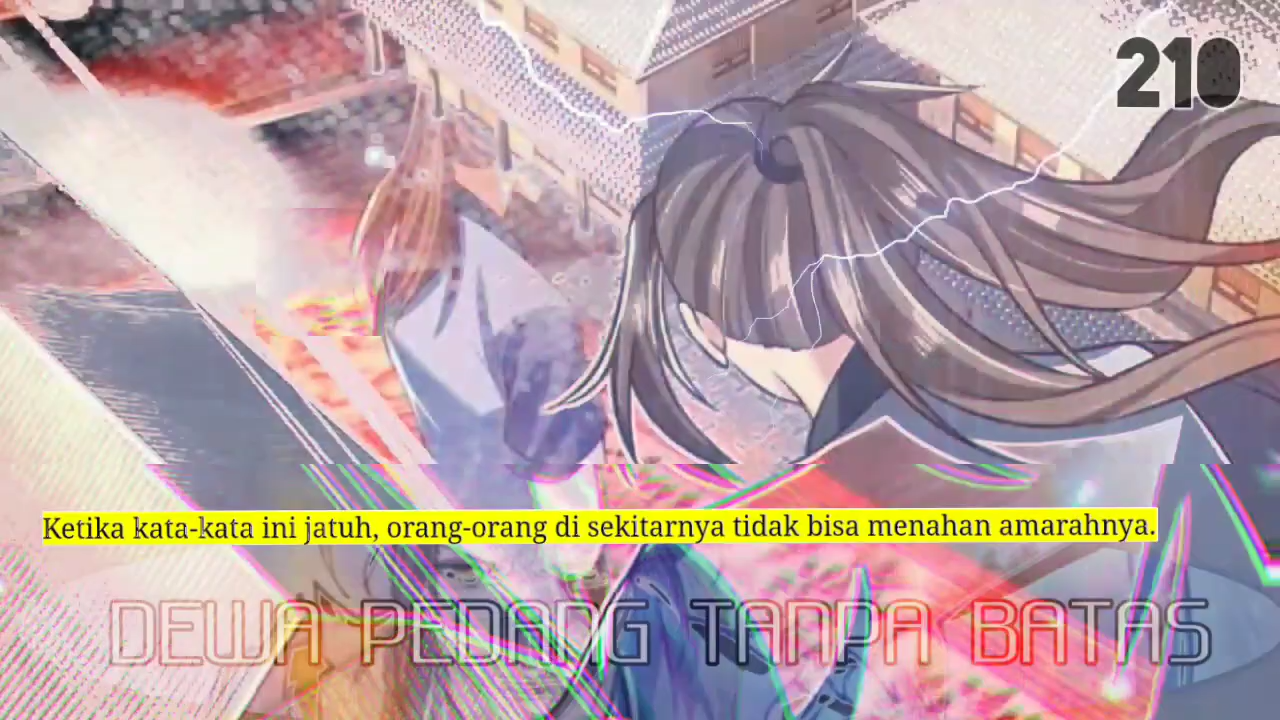 210
Ketika kata-kata ini jatuh, orang-orang di sekitarnya tidak bisa menahan amarahnya.
DEWA PEDANG TANPA BATAS